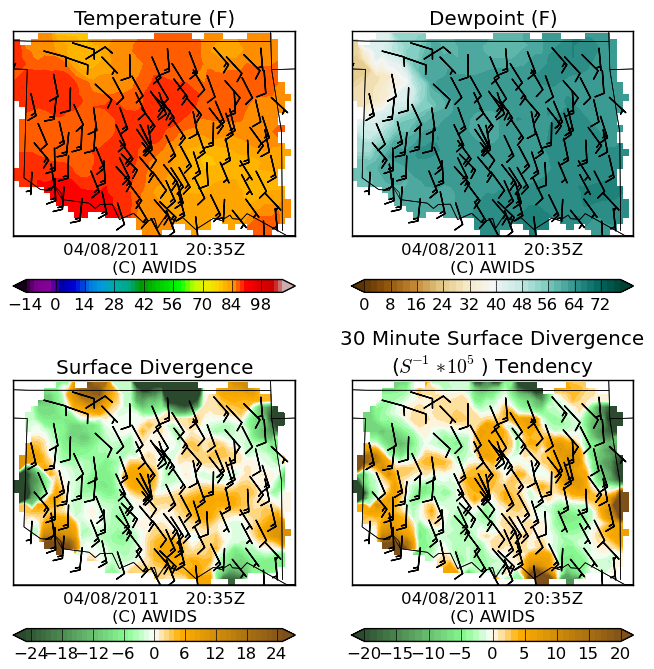 Temperature (F)
Dewpoint (F)
04/08/2011 20:35Z
(C) AWIDS
04/08/2011 20:35Z
(C) AWIDS
−14 0 14 28 42 56 70 84 98
0 8 16 24 32 40 48 56 64 72
Surface Divergence
30 Minute Surface Divergence
(S⁻¹ ∗10⁵ ) Tendency
04/08/2011 20:35Z
(C) AWIDS
04/08/2011 20:35Z
(C) AWIDS
−24 −18 −12 −6 0 6 12 18 24
−20 −15 −10 −5 0 5 10 15 20